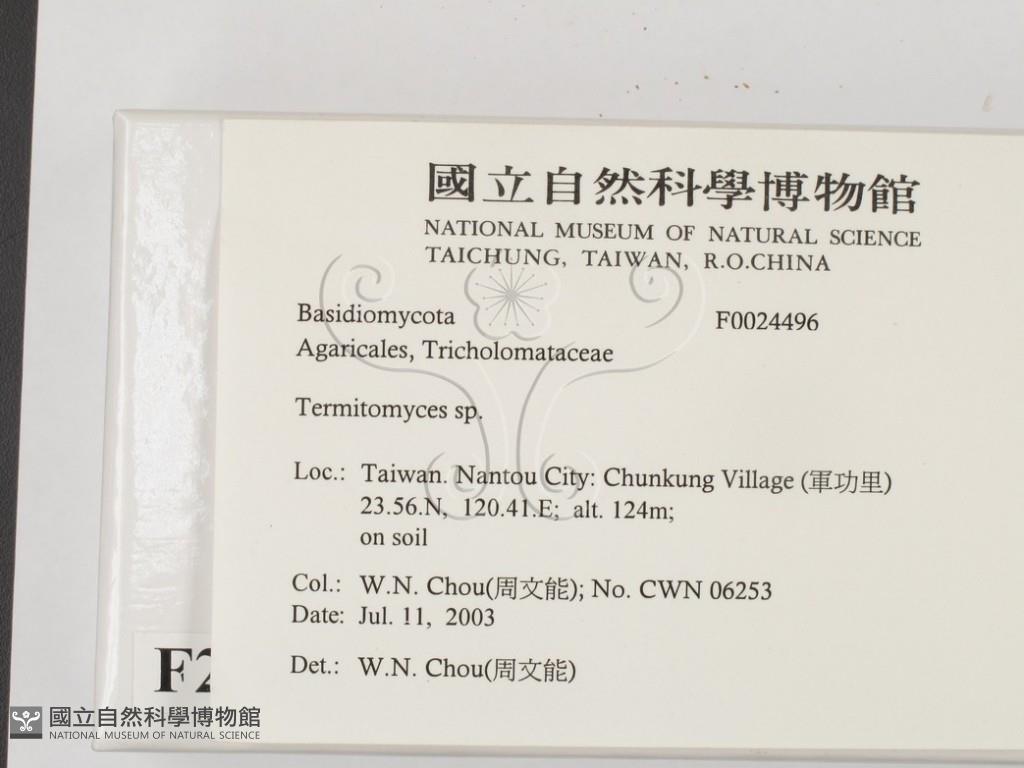 國立自然科學博物館
NATIONAL MUSEUM OF NATURAL SCIENCE
TAICHUNG, TAIWAN, R.O.CHINA
Basidiomycota F0024496
Agaricales, Tricholomataceae
Termitomyces sp.
Loc.: Taiwan. Nantou City: Chunkung Village (軍功里)
23.56.N, 120.41.E; alt. 124m;
on soil
Col.: W.N. Chou(周文能); No. CWN 06253
Date: Jul. 11, 2003
Det.: W.N. Chou(周文能)
F2
國立自然科學博物館
NATIONAL MUSEUM OF NATURAL SCIENCE